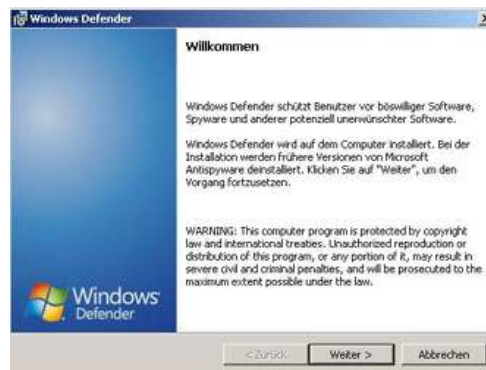 Windows Defender
Willkommen
Windows Defender schützt Benutzer vor böswilliger Software,
Spyware und anderer potenziell unerwünschter Software.
Windows Defender wird auf dem Computer installiert. Bei der
Installation werden frühere Versionen von Microsoft
Antispyware deinstalliert. Klicken Sie auf "Weiter", um den
Vorgang fortzusetzen.
WARNING: This computer program is protected by copyright
law and international treaties. Unauthorized reproduction or
distribution of this program, or any portion of it, may result in
severe civil and criminal penalties, and will be prosecuted to the
maximum extent possible under the law.
Windows
Defender
< Zurück Weiter > Abbrechen